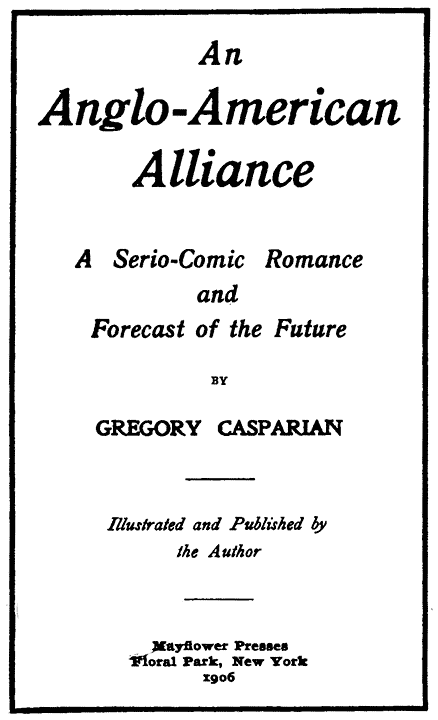 An
Anglo-American
Alliance
A Serio-Comic Romance
and
Forecast of the Future
BY
GREGORY CASPARIAN
Illustrated and Published by
the Author
Mayflower Presses
Floral Park, New York
1906